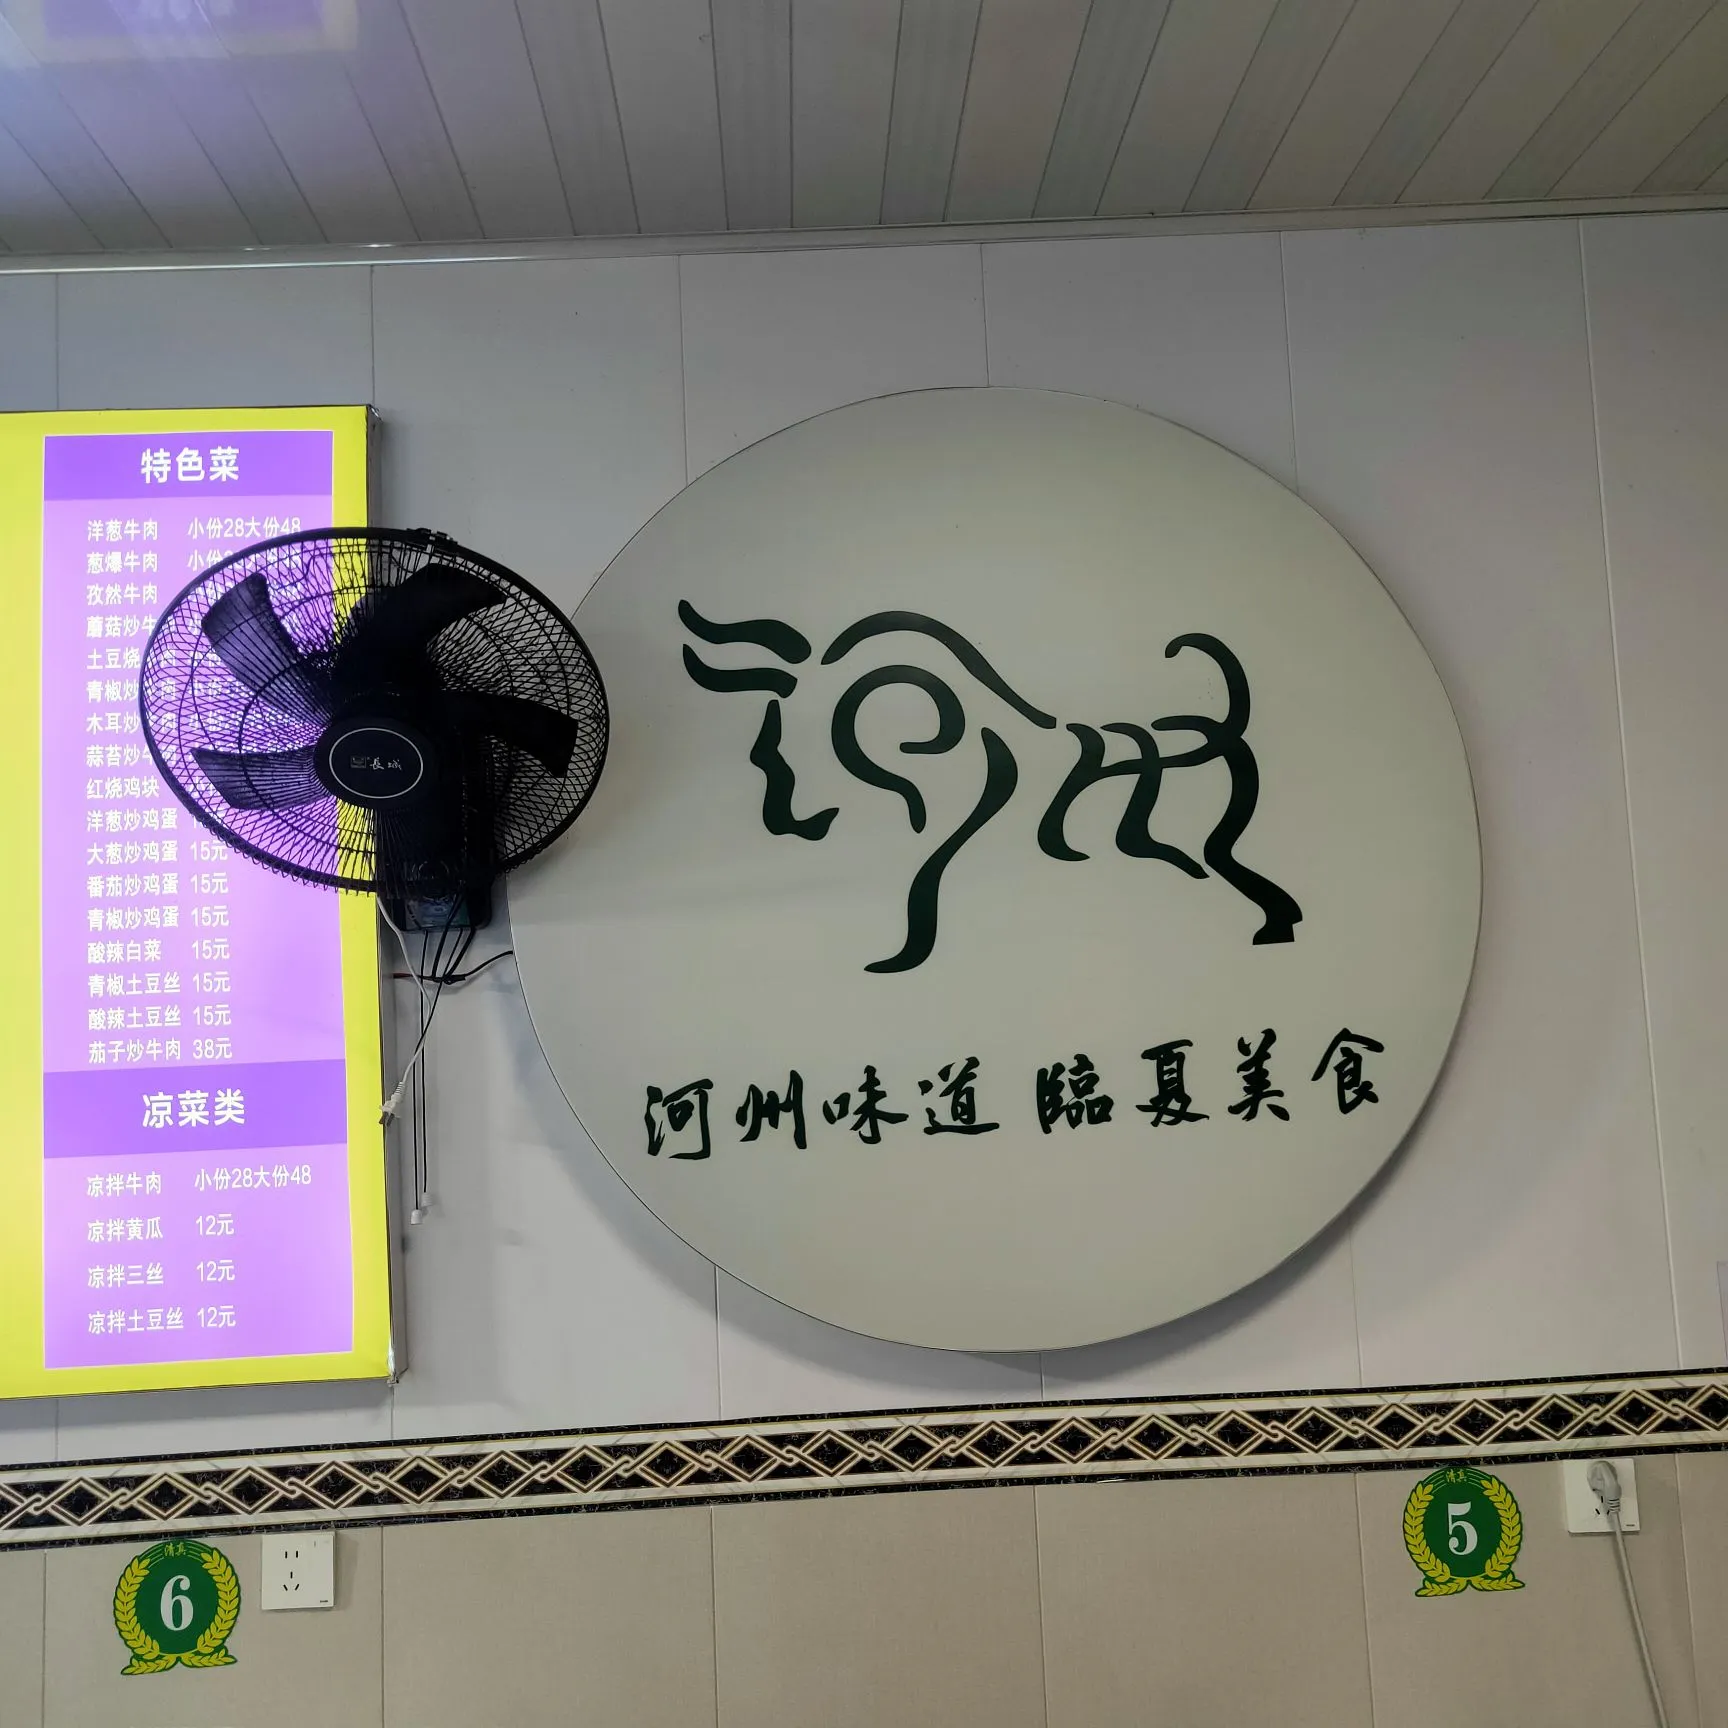 特色菜
洋葱牛肉 小份28大份48
葱爆牛肉 小份
孜然牛肉
蘑菇炒牛
土豆烧
青椒炒 肉
木耳炒 肉
蒜苔炒牛
红烧鸡块
洋葱炒鸡蛋
大葱炒鸡蛋 15元
番茄炒鸡蛋 15元
青椒炒鸡蛋 15元
酸辣白菜 15元
青椒土豆丝 15元
酸辣土豆丝 15元
茄子炒牛肉 38元
凉菜类
凉拌牛肉 小份28大份48
凉拌黄瓜 12元
凉拌三丝 12元
凉拌土豆丝 12元
長城
河州味道 臨夏美食
清真
6
清真
5